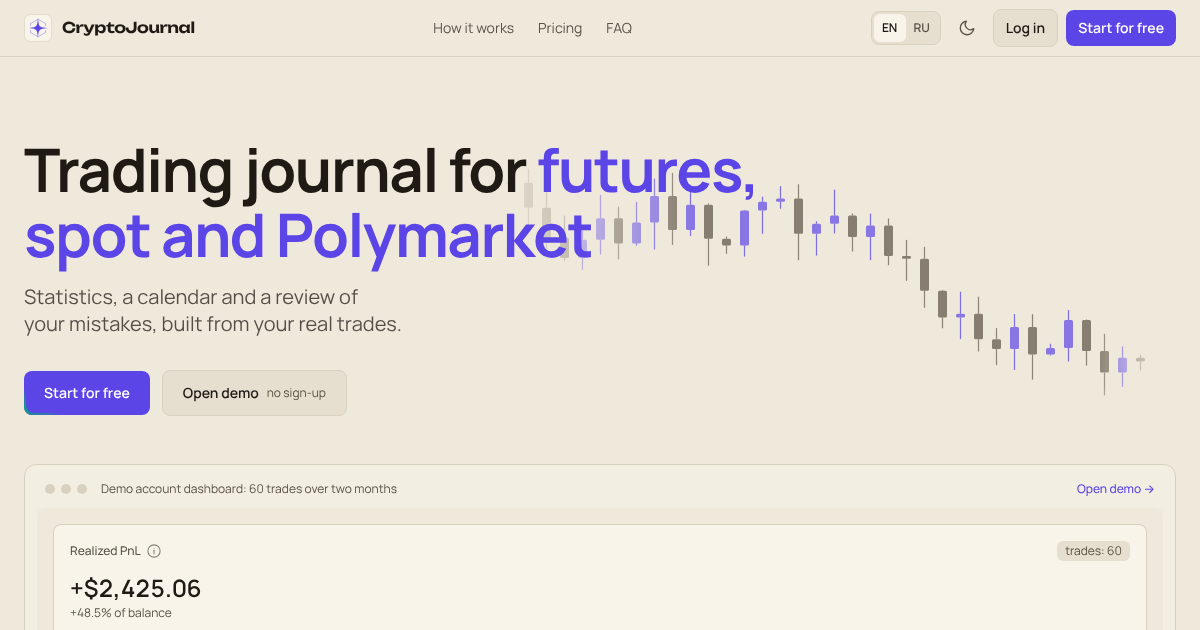 CryptoJournal
How it works
Pricing
FAQ
EN
RU
Log in
Start for free
Trading journal for futures,
spot and Polymarket
Statistics, a calendar and a review of
your mistakes, built from your real trades.
Start for free
Open demo no sign-up
Demo account dashboard: 60 trades over two months
Open demo →
Realized PnL
trades: 60
+$2,425.06
+48.5% of balance